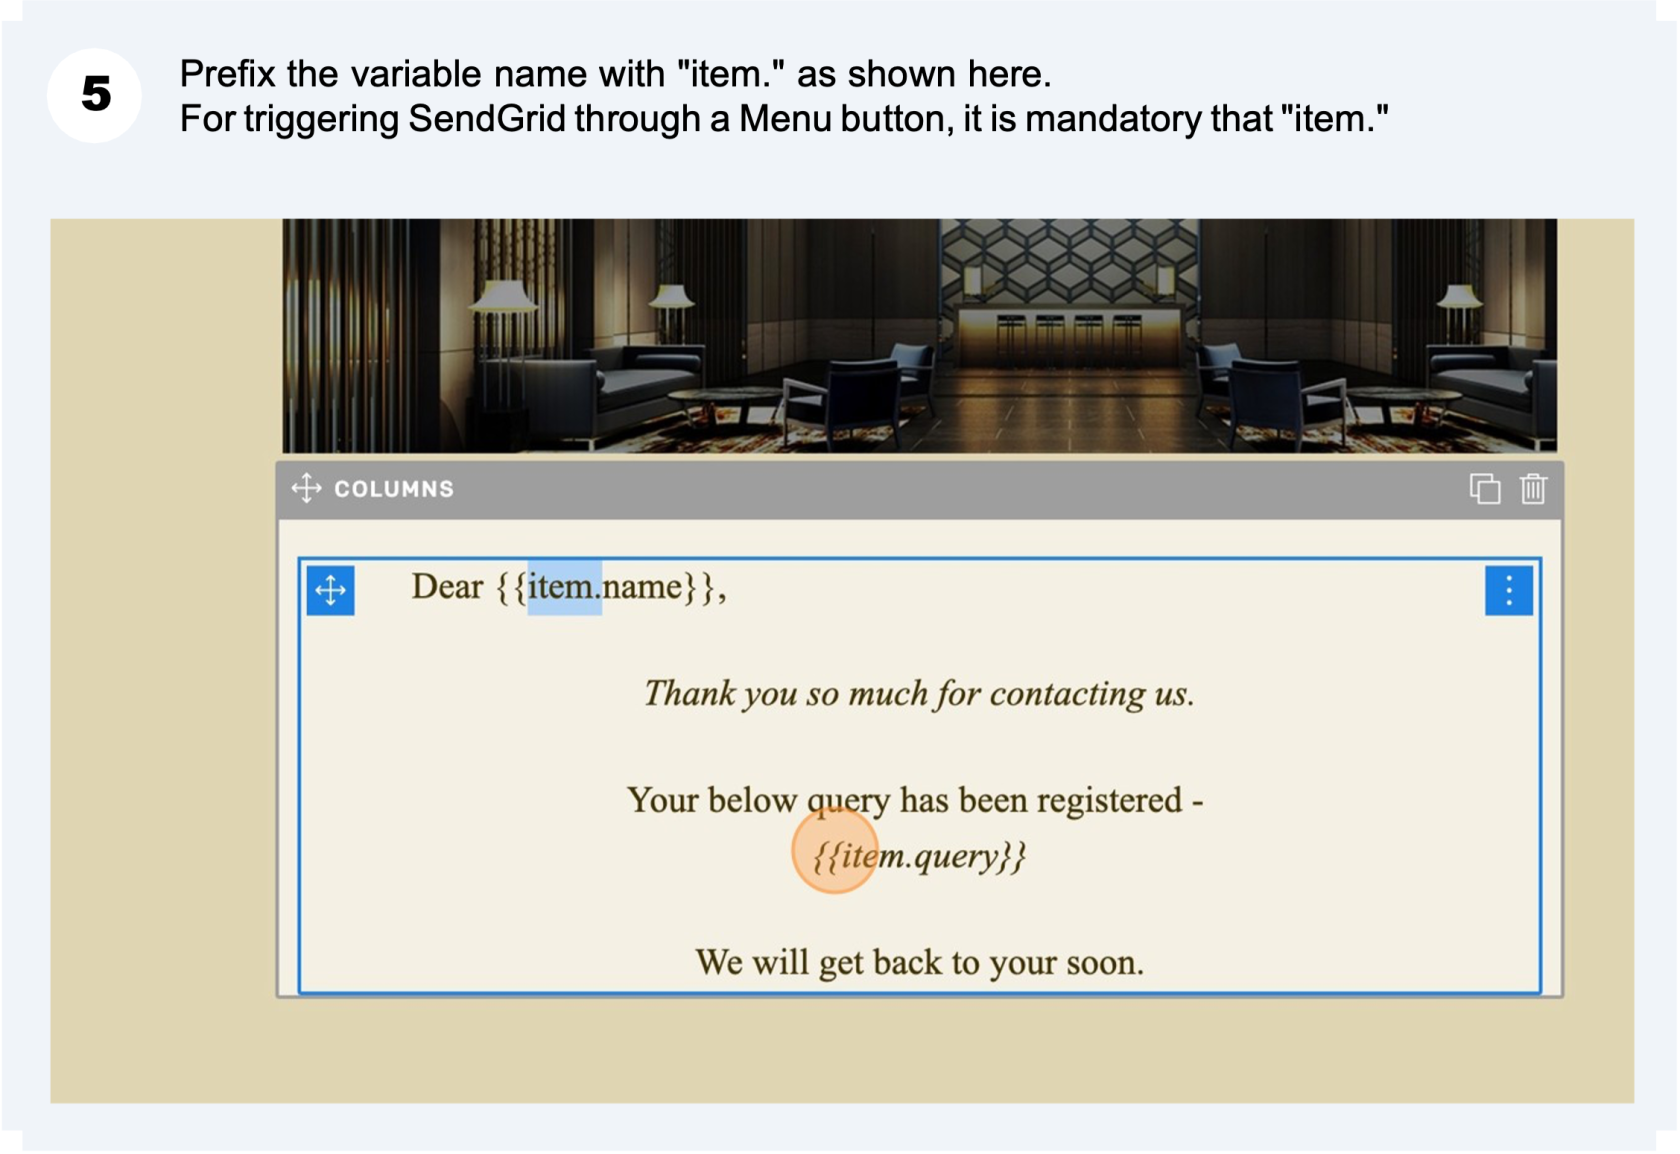 5
Prefix the variable name with "item." as shown here.
For triggering SendGrid through a Menu button, it is mandatory that "item."
COLUMNS
Dear {{item.name}},
Thank you so much for contacting us.
Your below query has been registered -
{{item.query}}
We will get back to your soon.